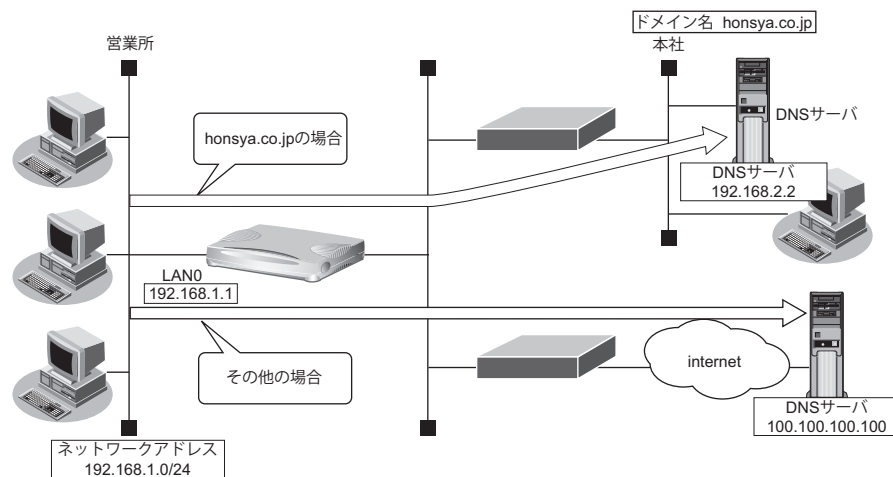 ドメイン名 honsya.co.jp
営業所
本社
honsya.co.jpの場合
DNSサーバ
DNSサーバ
192.168.2.2
LAN0
192.168.1.1
その他の場合
internet
DNSサーバ
100.100.100.100
ネットワークアドレス
192.168.1.0/24